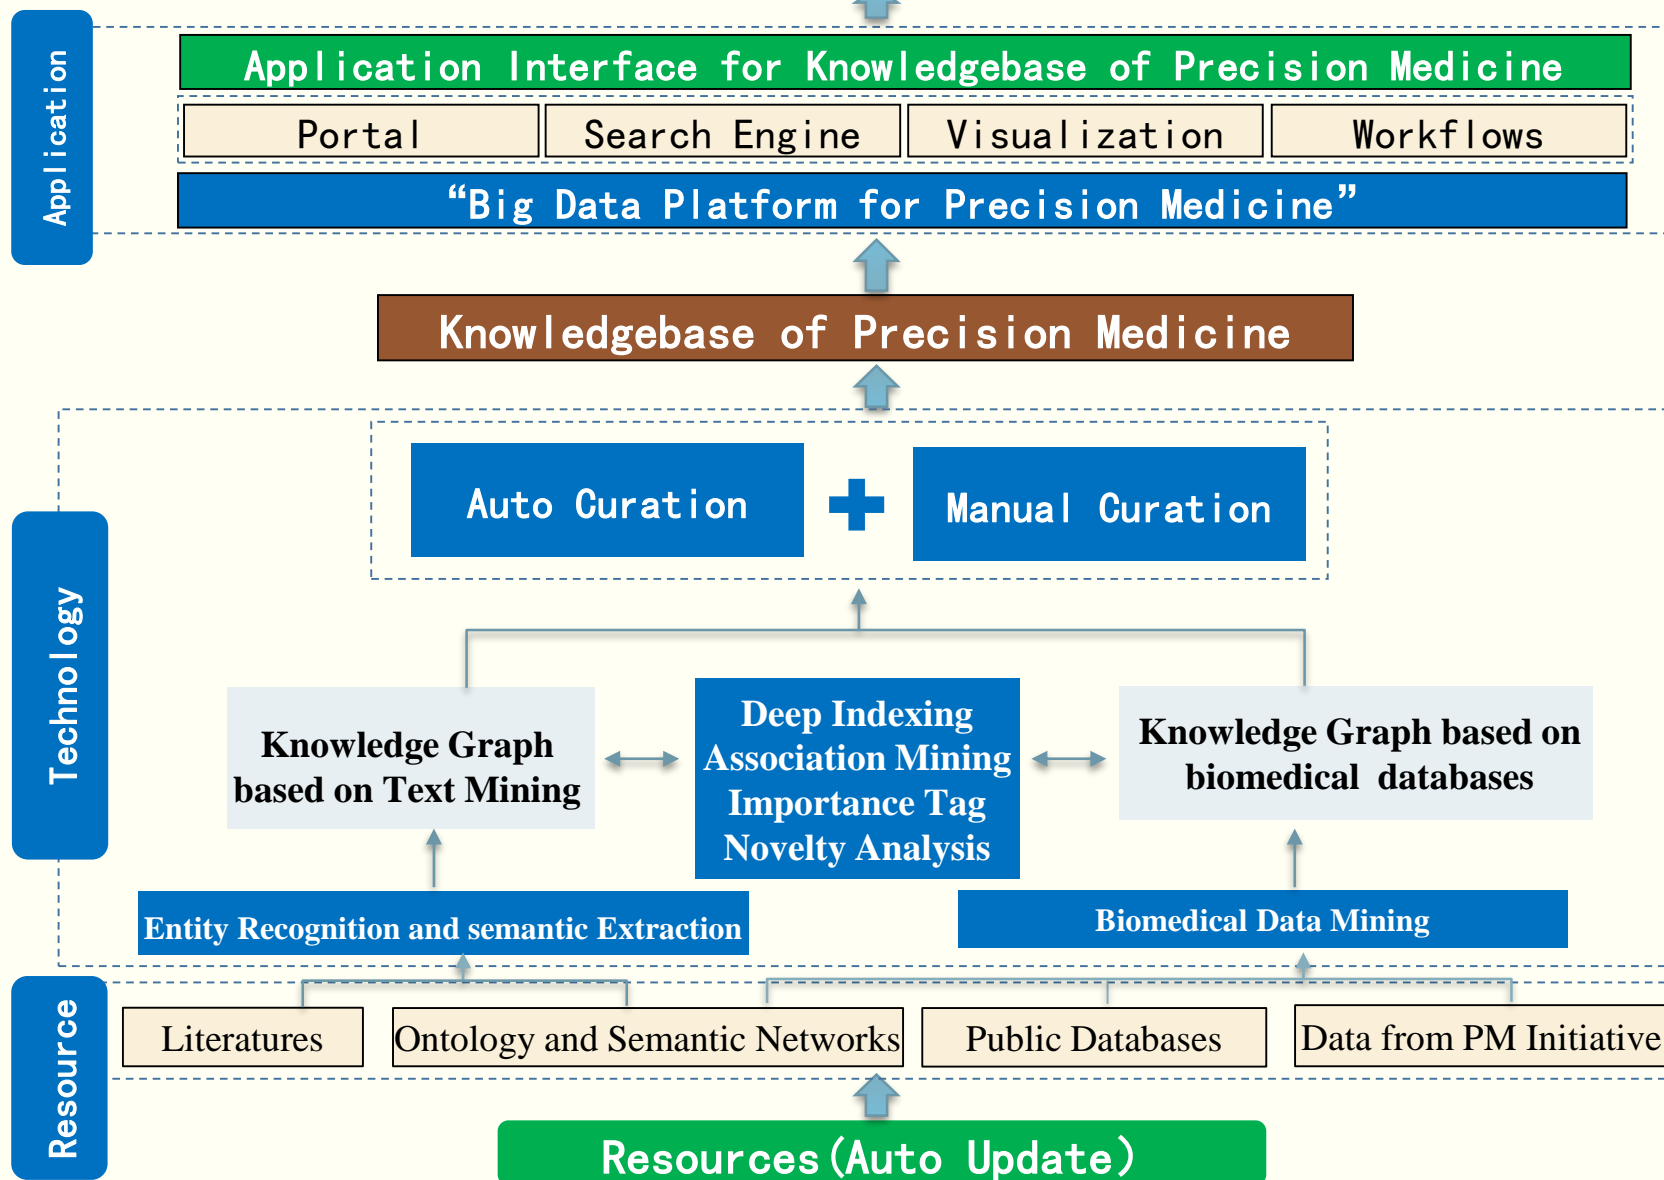 Application
Application Interface for Knowledgebase of Precision Medicine
Portal
Search Engine
Visualization
Workflows
“Big Data Platform for Precision Medicine”
Knowledgebase of Precision Medicine
Technology
Auto Curation
Manual Curation
Knowledge Graph
based on Text Mining
Deep Indexing
Association Mining
Importance Tag
Novelty Analysis
Knowledge Graph based on
biomedical databases
Entity Recognition and semantic Extraction
Biomedical Data Mining
Resource
Literatures
Ontology and Semantic Networks
Public Databases
Data from PM Initiative
Resources(Auto Update)